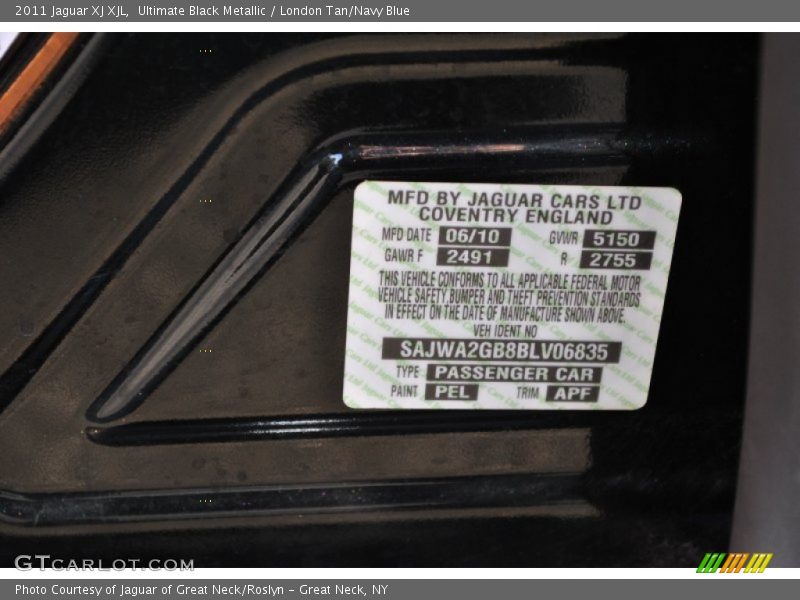 2011 Jaguar XJ XJL, Ultimate Black Metallic / London Tan/Navy Blue
MFD BY JAGUAR CARS LTD
COVENTRY ENGLAND
MFD DATE 06/10 GVWR 5150
GAWR F 2491 R 2755
THIS VEHICLE CONFORMS TO ALL APPLICABLE FEDERAL MOTOR
VEHICLE SAFETY, BUMPER AND THEFT PREVENTION STANDARDS
IN EFFECT ON THE DATE OF MANUFACTURE SHOWN ABOVE.
VEH IDENT NO
SAJWA2GB8BLV06835
TYPE PASSENGER CAR
PAINT PEL TRIM APF
GTCARLOT.COM
Photo Courtesy of Jaguar of Great Neck/Roslyn – Great Neck, NY